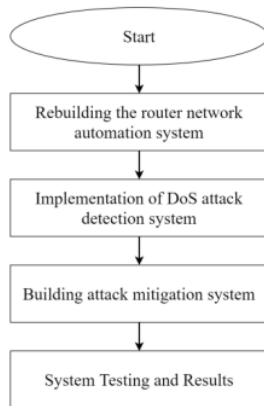 Start
Rebuilding the router network
automation system
Implementation of DoS attack
detection system
Building attack mitigation system
System Testing and Results